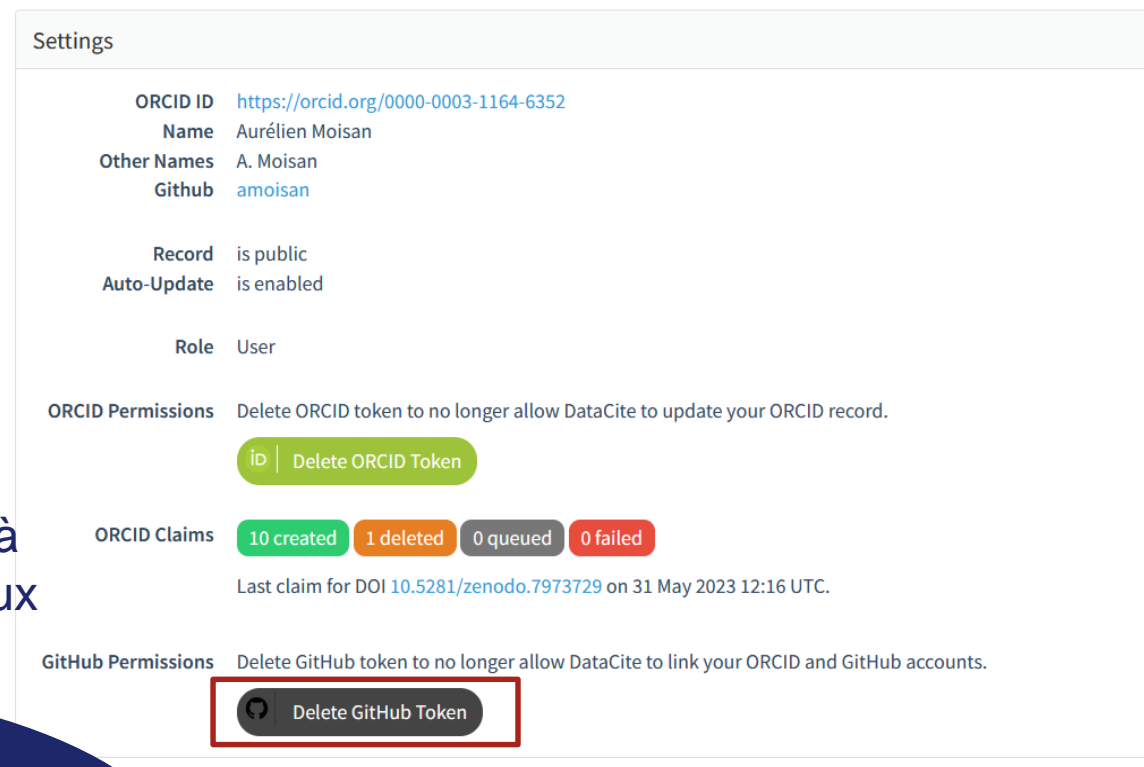 Settings
ORCID ID https://orcid.org/0000-0003-1164-6352
Name Aurélien Moisan
Other Names A. Moisan
Github amoisan
Record is public
Auto-Update is enabled
Role User
ORCID Permissions Delete ORCID token to no longer allow DataCite to update your ORCID record.
iD Delete ORCID Token
à
ORCID Claims 10 created 1 deleted 0 queued 0 failed
ux
Last claim for DOI 10.5281/zenodo.7973729 on 31 May 2023 12:16 UTC.
GitHub Permissions Delete GitHub token to no longer allow DataCite to link your ORCID and GitHub accounts.
Delete GitHub Token